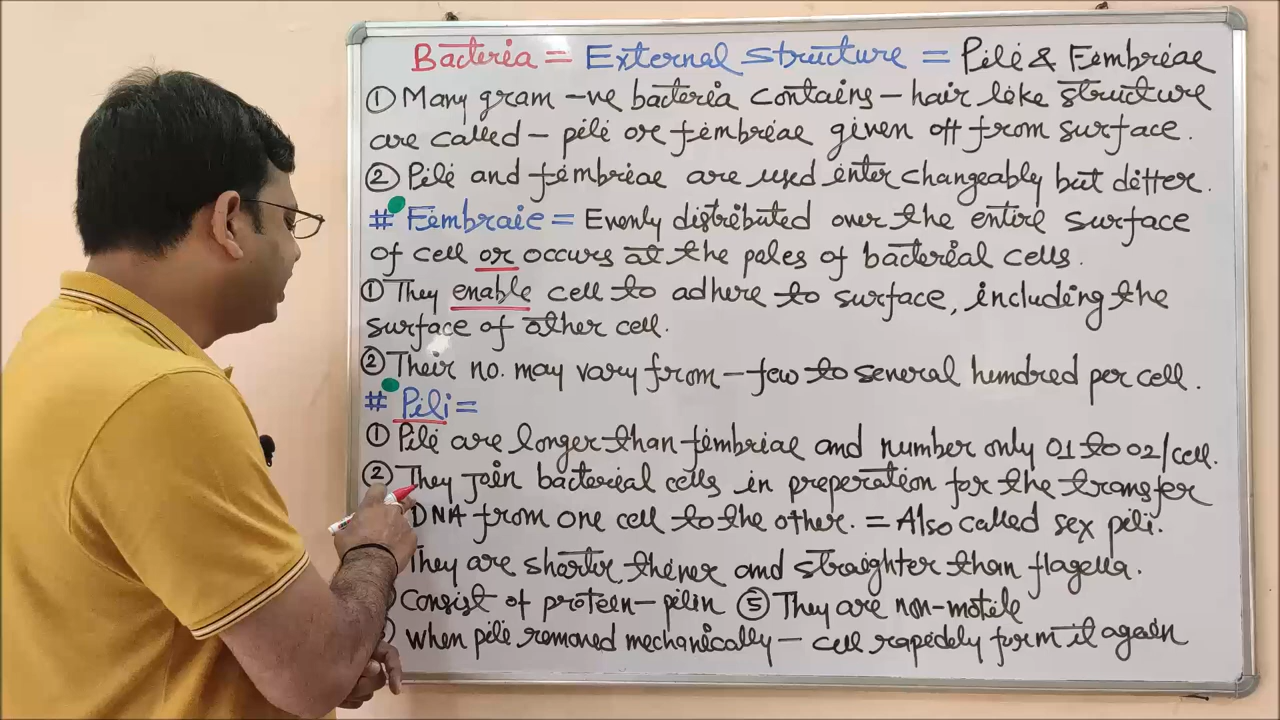 Bacteria = External structure = Pili & Fimbriae
① Many gram -ve bacteria contains - hair like structure
are called - pili or fimbriae given off from surface.
② Pili and fimbriae are used enter changeably but differ.
# Fimbraie = Evenly distributed over the entire surface
of cell or occurs at the poles of bacterial cells.
① They enable cell to adhere to surface, including the
surface of other cell.
② Their no. may vary from - few to several hundred per cell.
# Pili =
① Pili are longer than fimbriae and number only 01 to 02/cell.
② They join bacterial cells in preperation for the transfer
DNA from one cell to the other. = Also called sex pili.
They are shorter thiner and straighter than flagella.
Consist of protein - pilin ⑤ They are non-motile
when pili removed mechanically - cell rapidely form it again